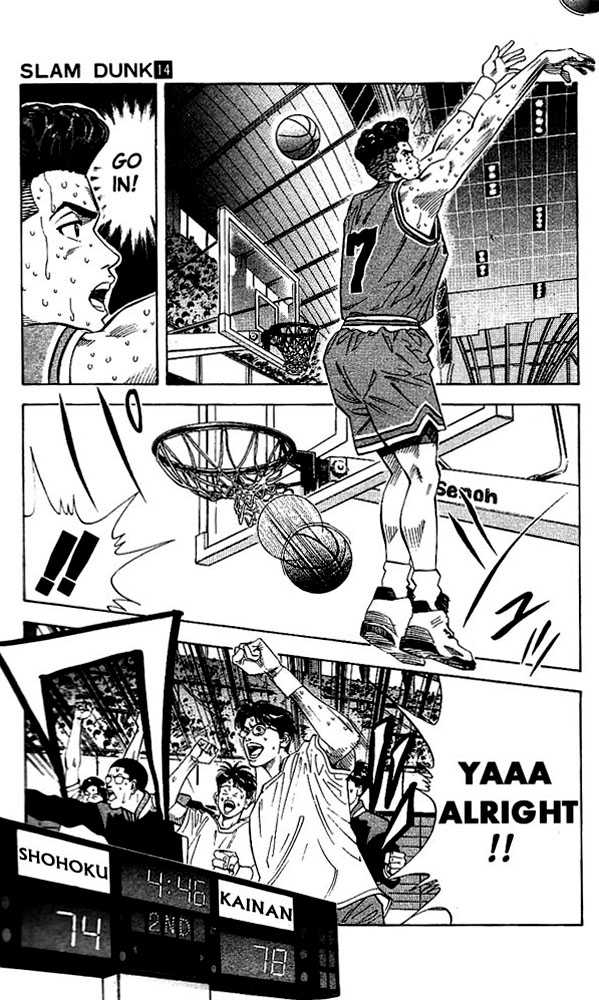 SLAM DUNK 14
GO
IN!
7
Senoh
!!
YAAA
ALRIGHT
!!
SHOHOKU
4:46
KAINAN
74
2ND
78